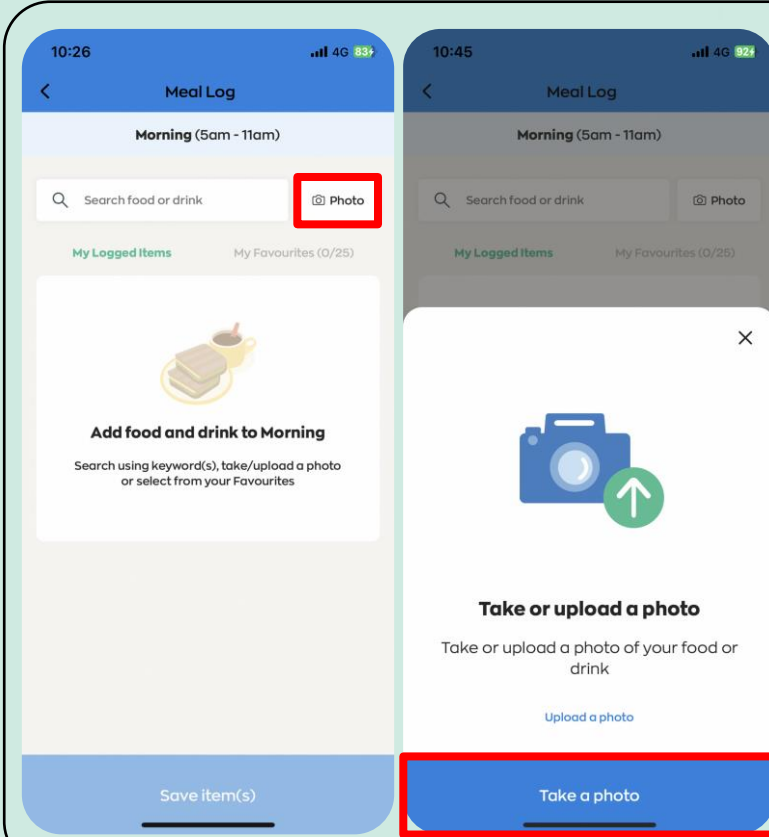 10:26
4G 83
Meal Log
Morning (5am - 11am)
Search food or drink
Photo
My Logged Items
My Favourites (0/25)
Add food and drink to Morning
Search using keyword(s), take/upload a photo
or select from your Favourites
Save item(s)
10:45
4G 92
Meal Log
Morning (5am - 11am)
Search food or drink
Photo
My Logged Items
My Favourites (0/25)
Take or upload a photo
Take or upload a photo of your food or
drink
Upload a photo
Take a photo